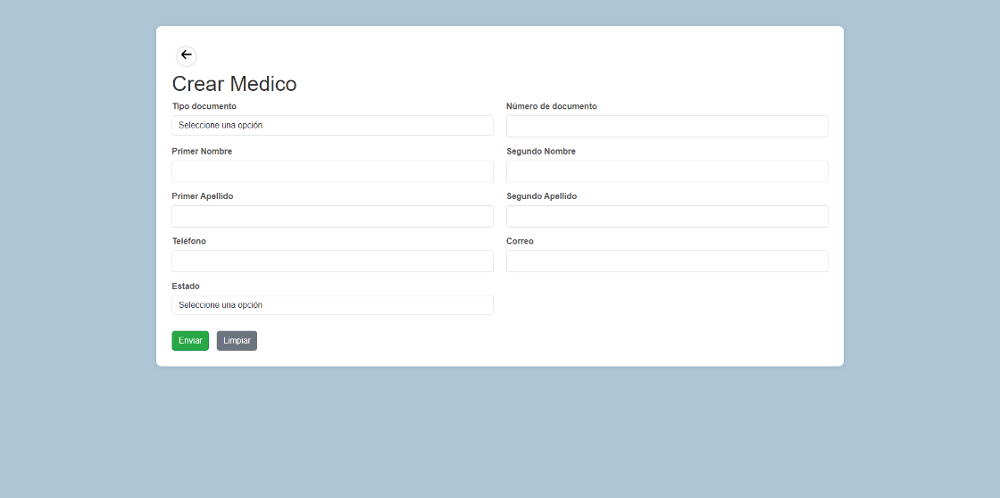 Crear Medico
Tipo documento
Número de documento
Seleccione una opción
Primer Nombre
Segundo Nombre
Primer Apellido
Segundo Apellido
Teléfono
Correo
Estado
Seleccione una opción
Enviar
Limpiar